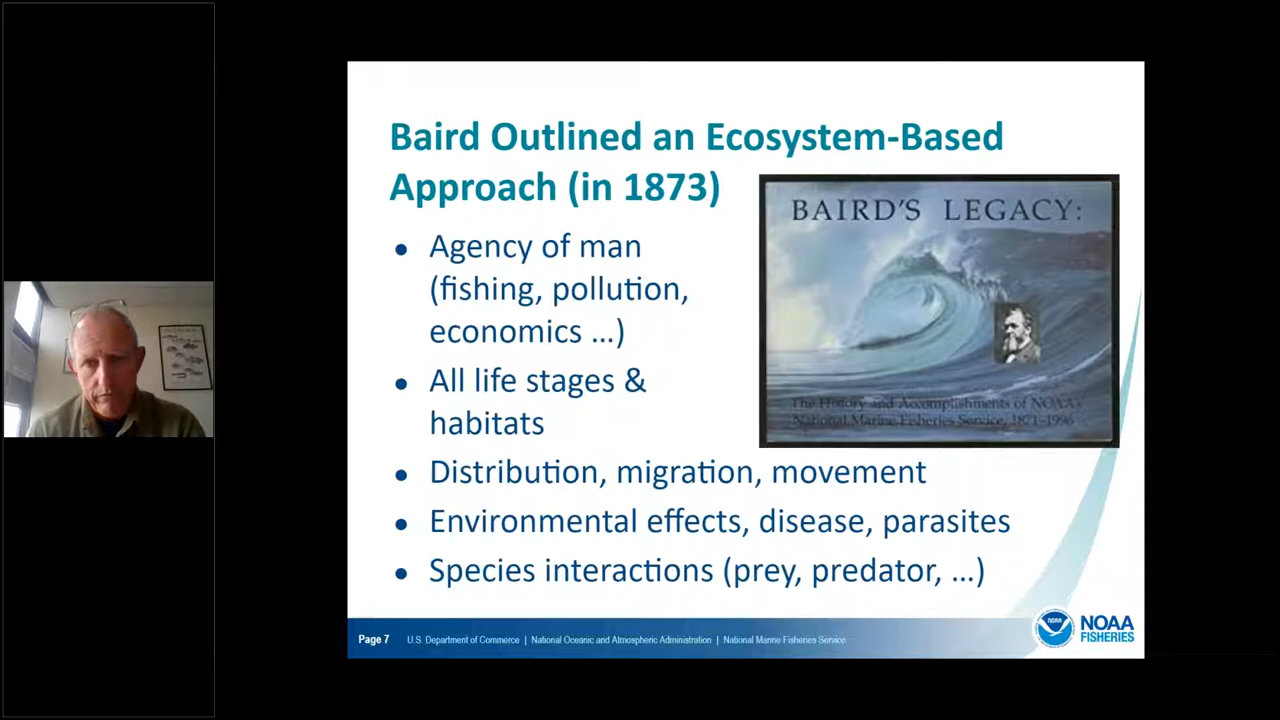 Baird Outlined an Ecosystem-Based
Approach (in 1873)
BAIRD'S LEGACY:
The History and Accomplishments of NOAA's
National Marine Fisheries Service, 1871-1996
● Agency of man
(fishing, pollution,
economics ...)
● All life stages &
habitats
● Distribution, migration, movement
● Environmental effects, disease, parasites
● Species interactions (prey, predator, ...)
Page 7 U.S. Department of Commerce | National Oceanic and Atmospheric Administration | National Marine Fisheries Service
NOAA
NOAA
FISHERIES